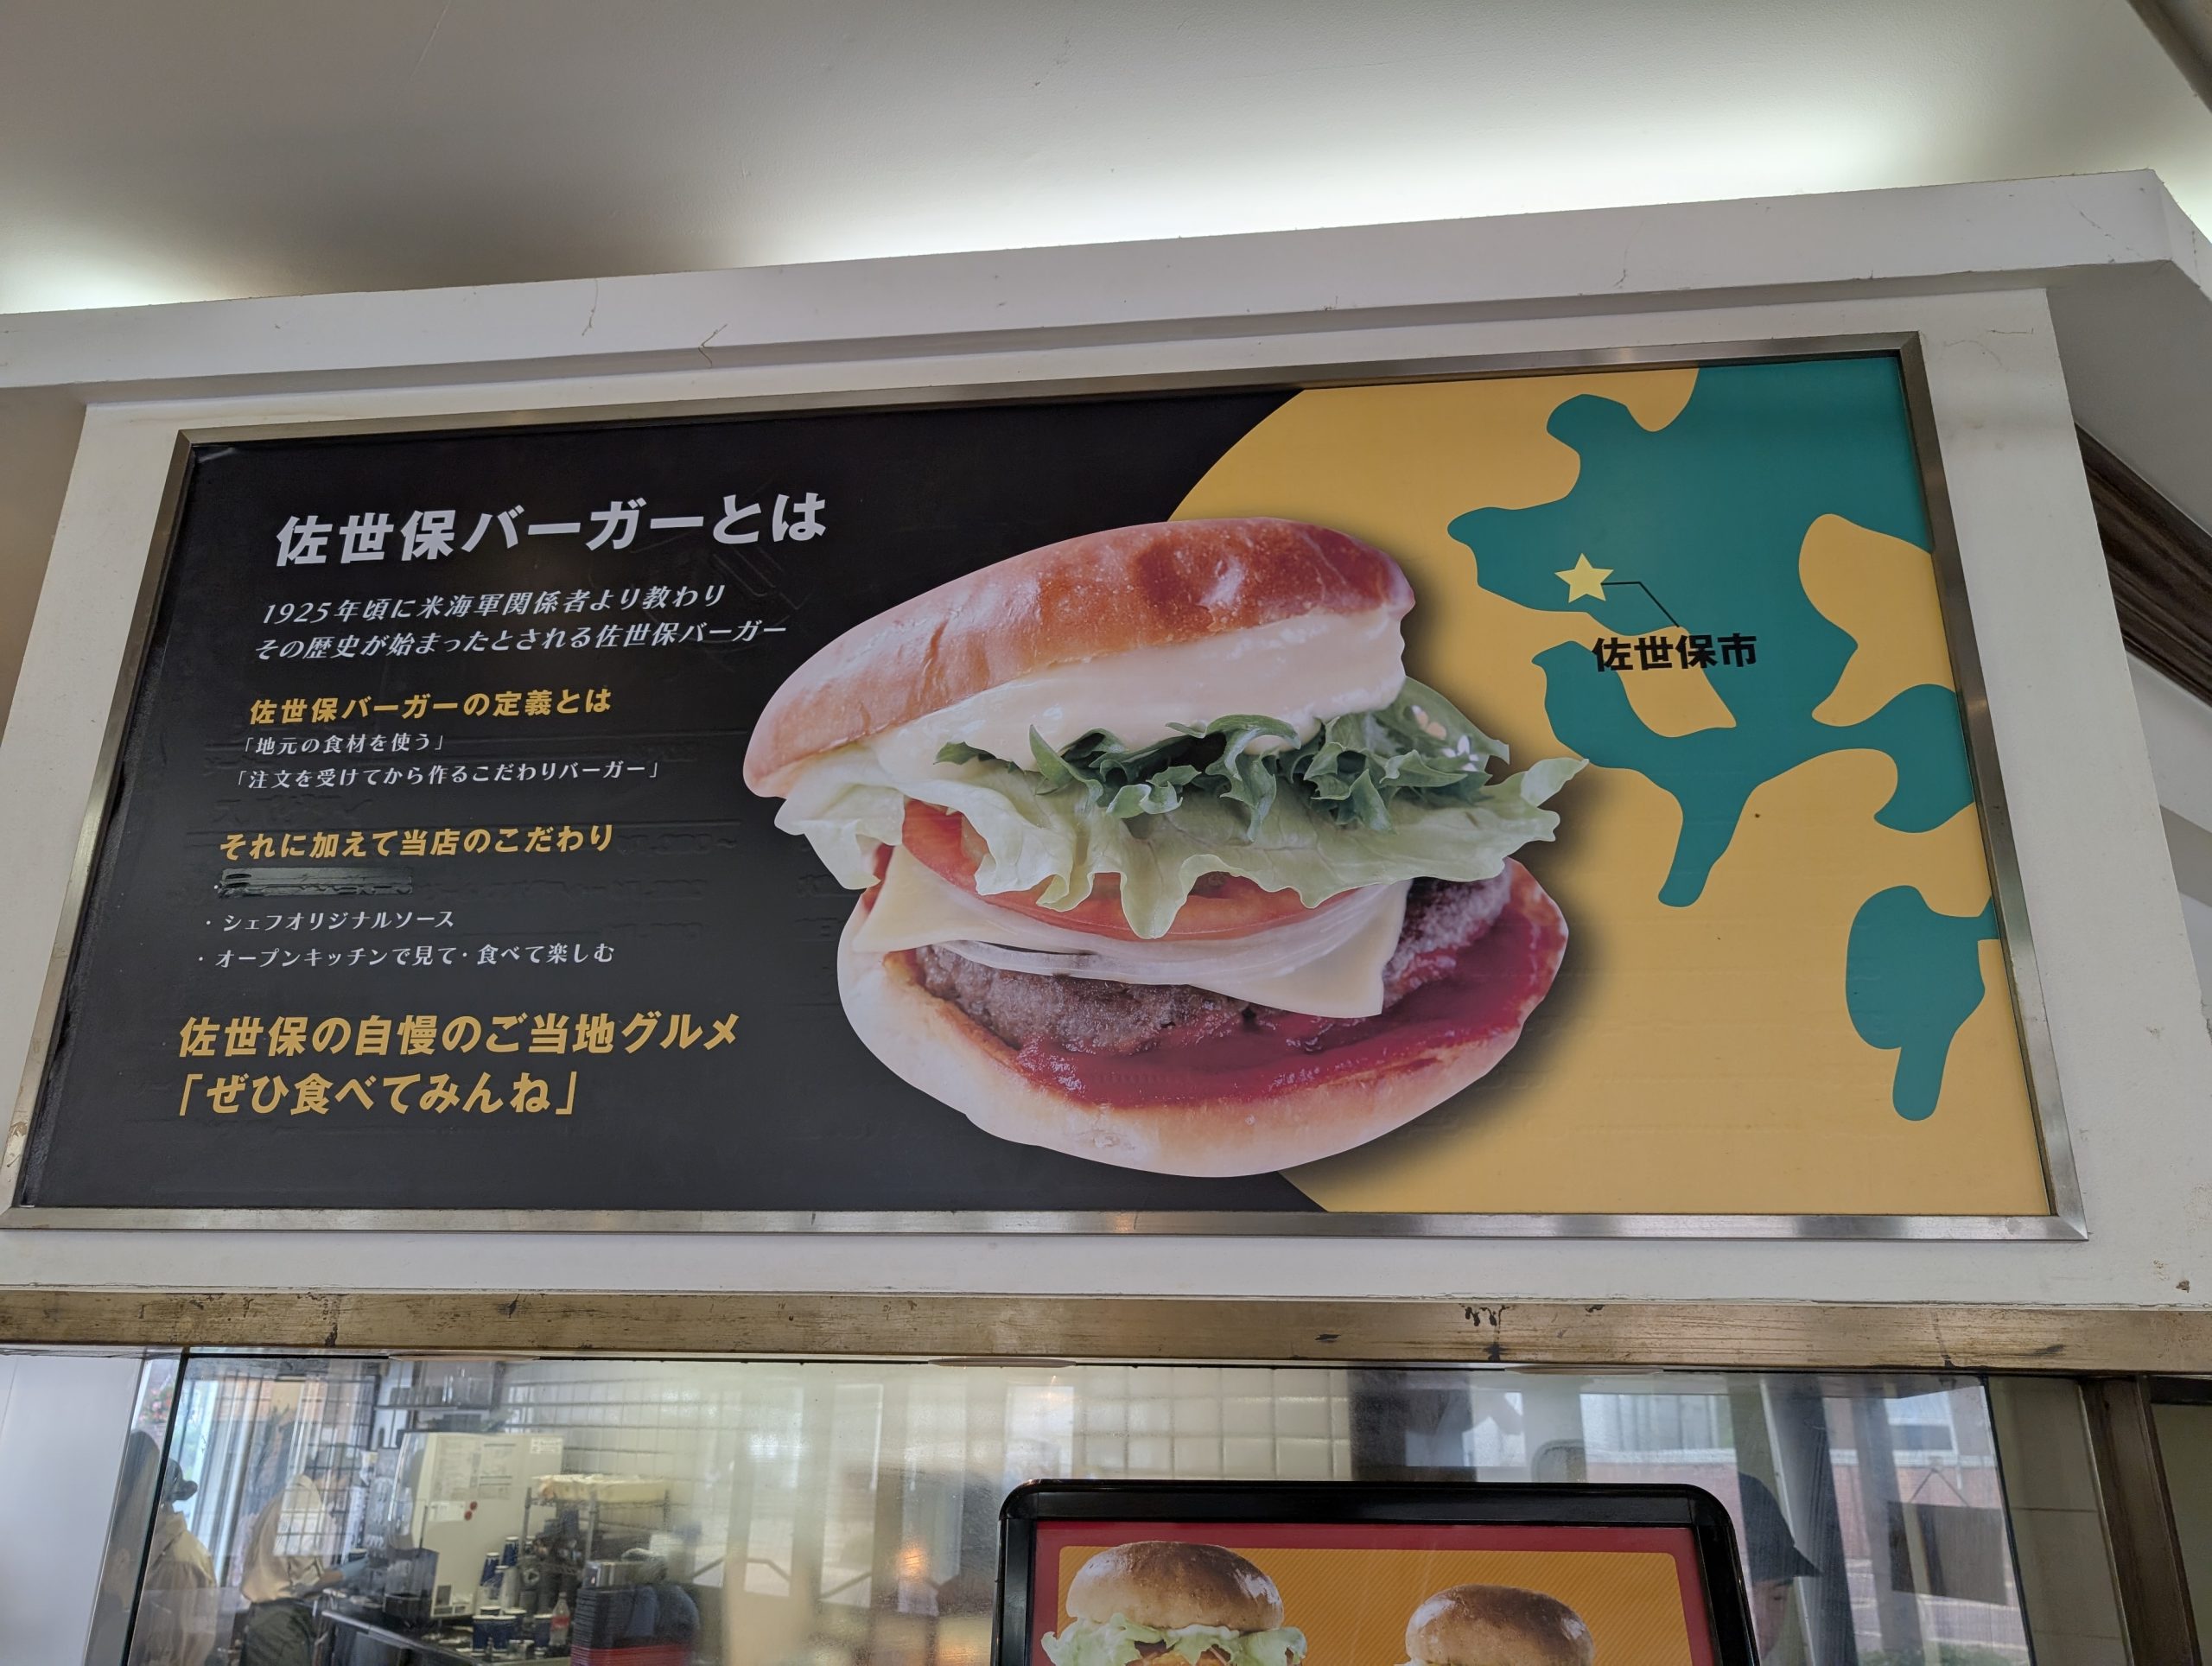 佐世保バーガーとは
1925年頃に米海軍関係者より教わり
その歴史が始まったとされる佐世保バーガー
佐世保バーガーの定義とは
「地元の食材を使う」
「注文を受けてから作るこだわりバーガー」
それに加えて当店のこだわり
・シェフオリジナルソース
・オープンキッチンで見て・食べて楽しむ
佐世保の自慢のご当地グルメ
「ぜひ食べてみんね」
佐世保市